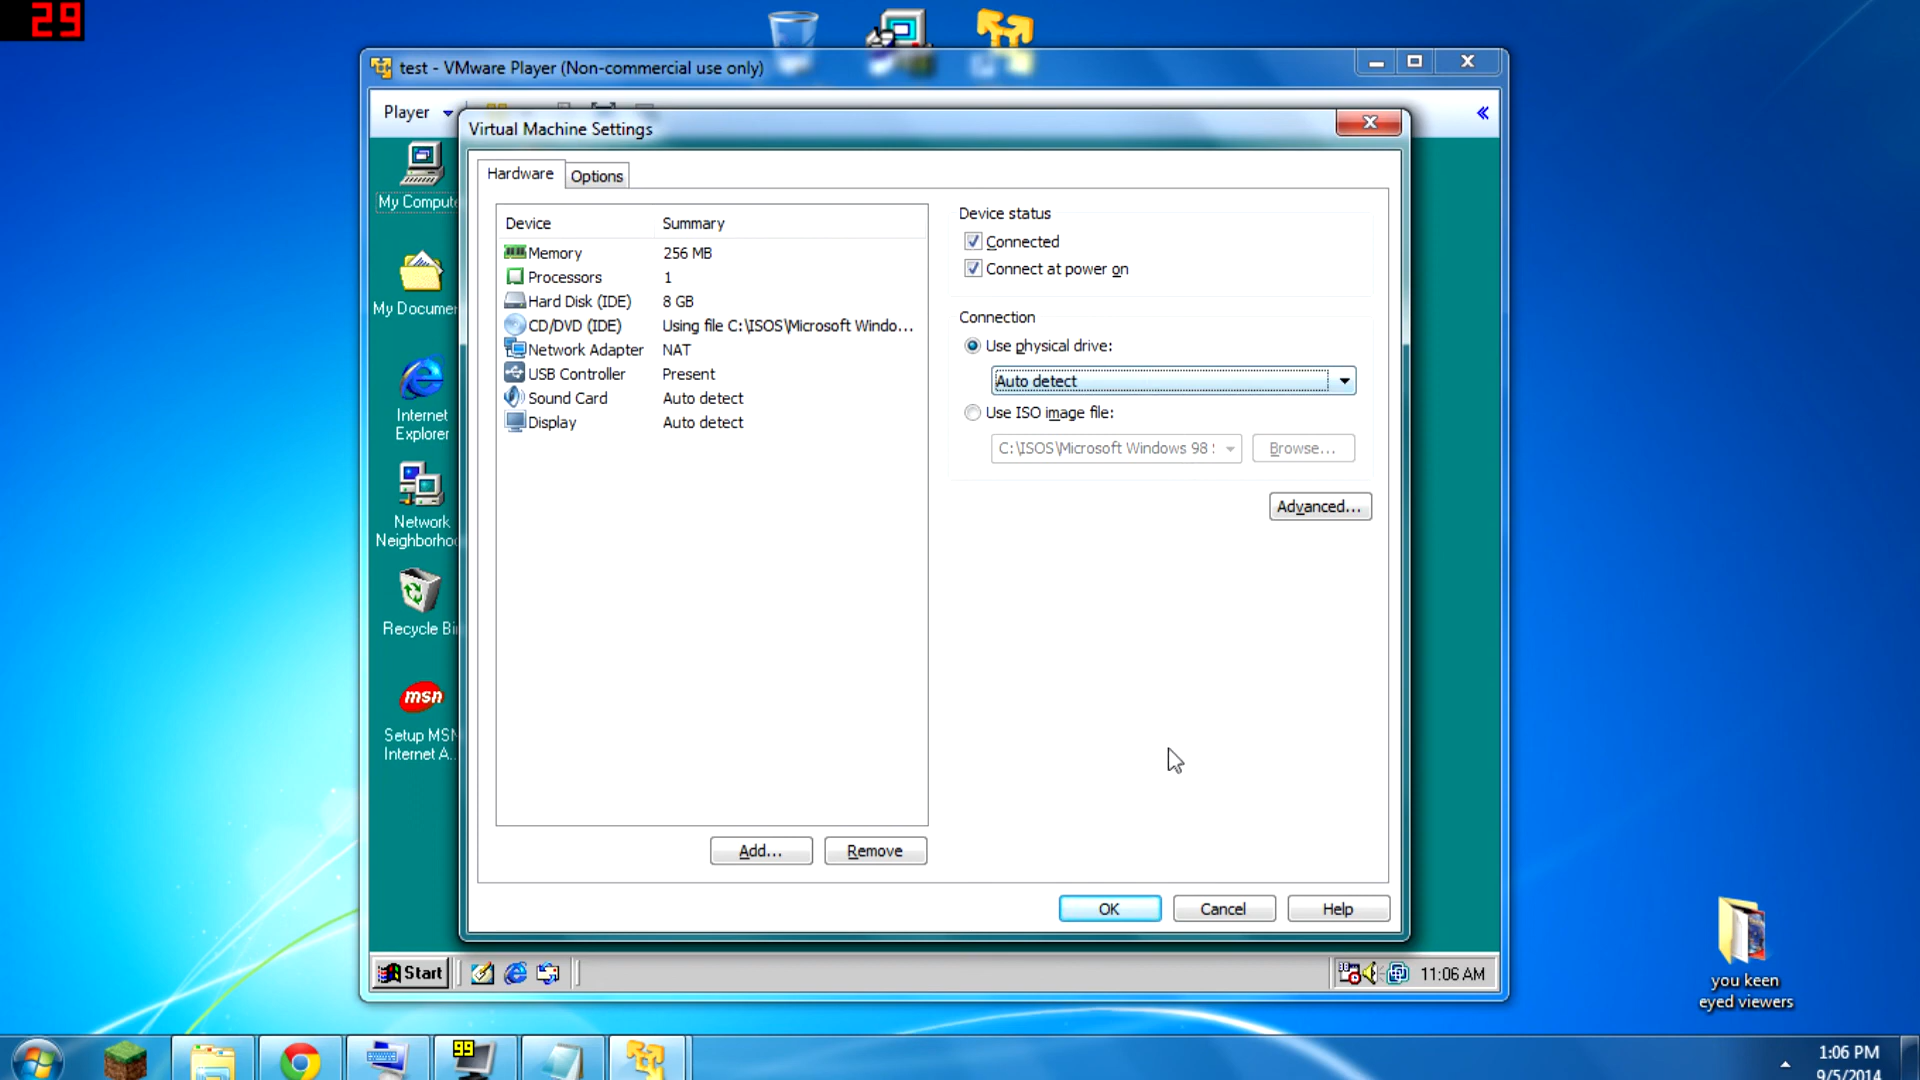 29
test - VMware Player (Non-commercial use only)
Player
«
Virtual Machine Settings
Hardware
Options
Device Summary
Memory 256 MB
Processors 1
Hard Disk (IDE) 8 GB
CD/DVD (IDE) Using file C:\ISOS\Microsoft Windo...
Network Adapter NAT
USB Controller Present
Sound Card Auto detect
Display Auto detect
Device status
Connected
Connect at power on
Connection
Use physical drive:
Auto detect
Use ISO image file:
C:\ISOS\Microsoft Windows 98
Browse...
Advanced...
Add...
Remove
OK
Cancel
Help
My Compute
My Documen
Internet
Explorer
Network
Neighborhoo
Recycle Bi
msn
Setup MSN
Internet A...
Start
11:06 AM
you keen
eyed viewers
99
1:06 PM
9/5/2014